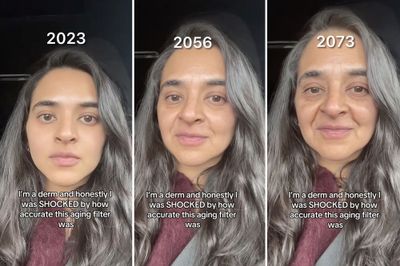 2023
I'm a derm and honestly I
was SHOCKED by how
accurate this aging filter
was
2056
I'm a derm and honestly I
was SHOCKED by how
accurate this aging filter
was
2073
I'm a derm and honestly I
was SHOCKED by how
accurate this aging filter
was